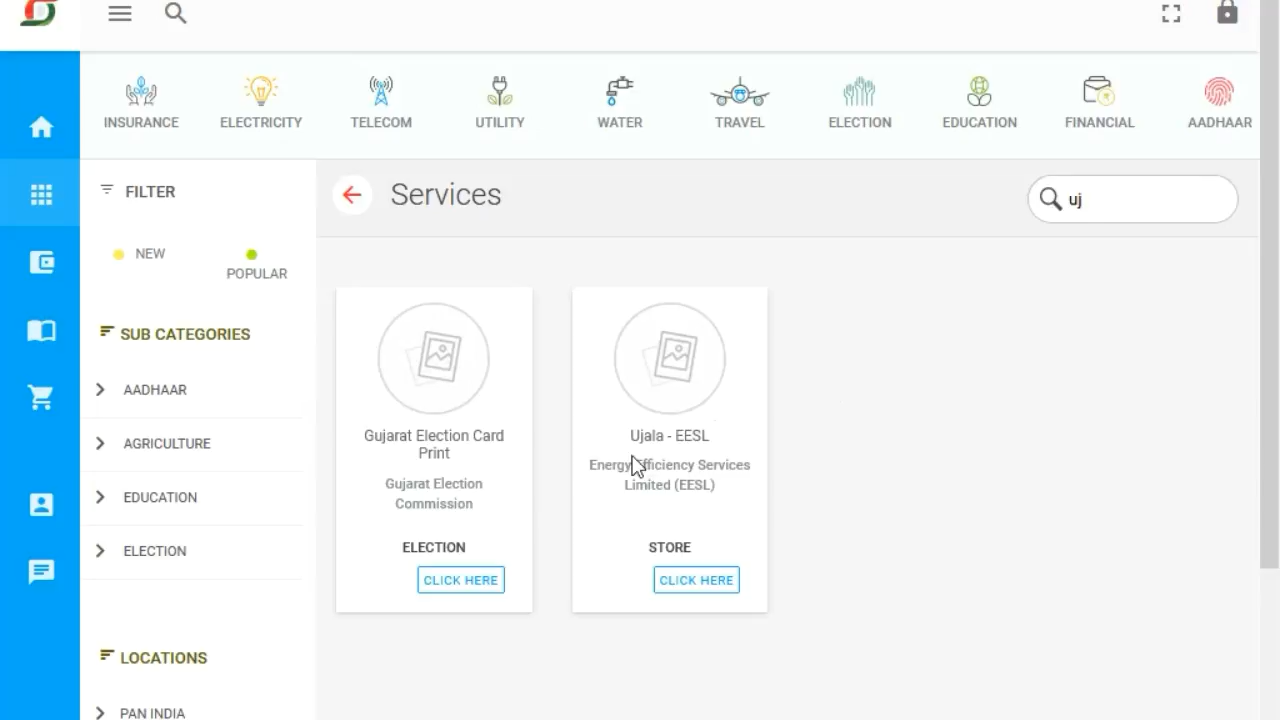 INSURANCE
ELECTRICITY
TELECOM
UTILITY
WATER
TRAVEL
ELECTION
EDUCATION
FINANCIAL
AADHAAR
FILTER
NEW
POPULAR
SUB CATEGORIES
AADHAAR
AGRICULTURE
EDUCATION
ELECTION
LOCATIONS
PAN INDIA
Services
uj
Gujarat Election Card
Print
Gujarat Election
Commission
ELECTION
CLICK HERE
Ujala - EESL
Energy Efficiency Services
Limited (EESL)
STORE
CLICK HERE